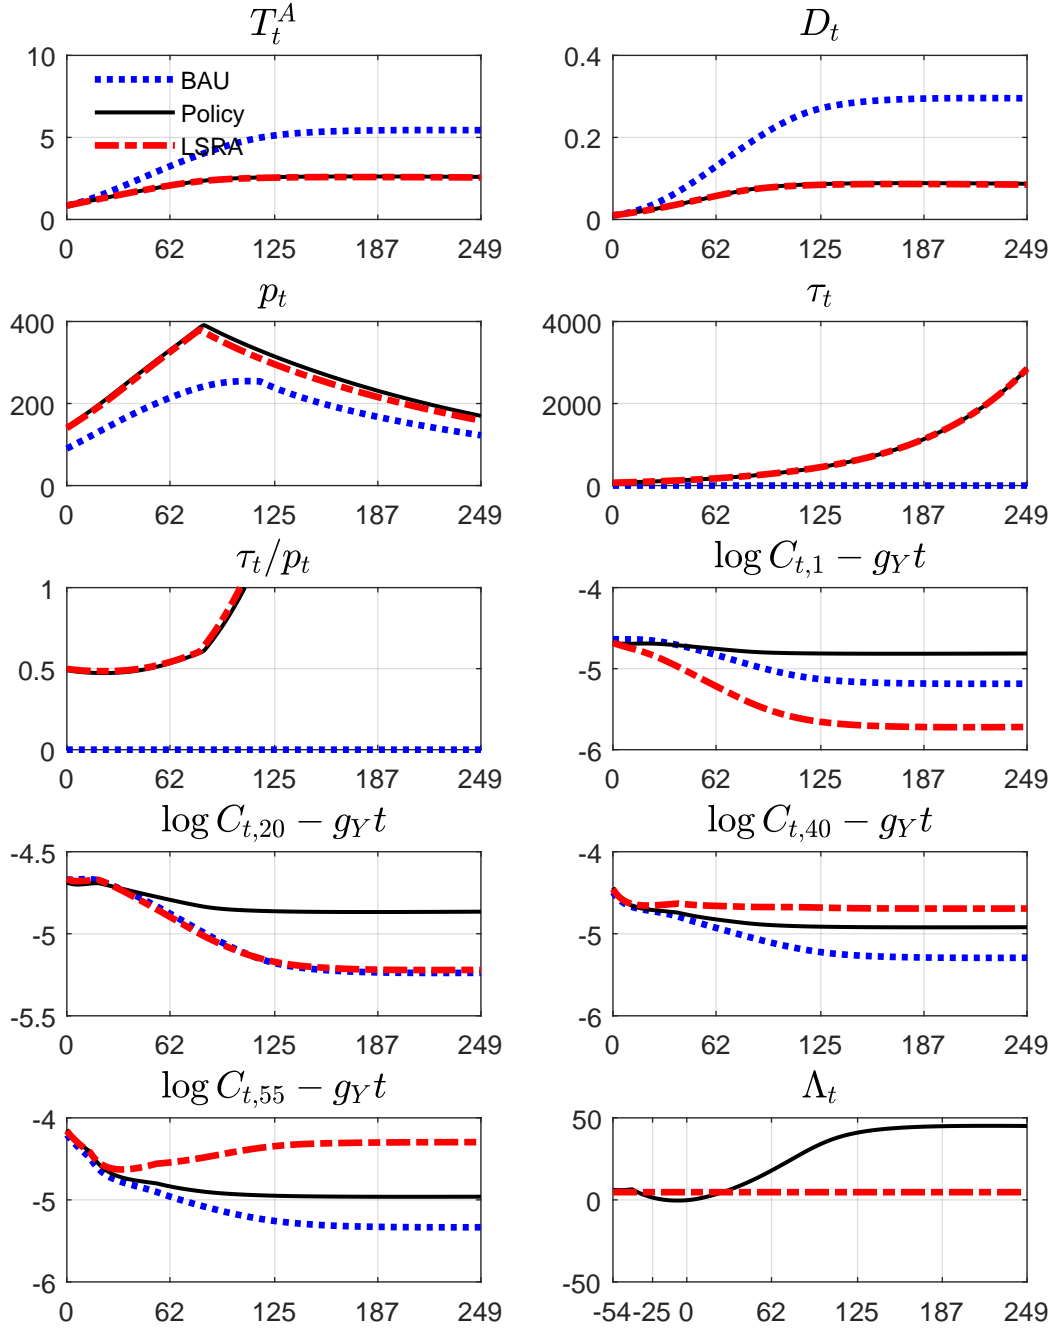 T_t^A
D_t
10
5
0
0 62 125 187 249
BAU
Policy
LSRA
0.4
0.2
0
0 62 125 187 249
p_t
τ_t
400
200
0
0 62 125 187 249
4000
2000
0
0 62 125 187 249
τ_t/p_t
log C_{t,1} − g_Y t
1
0.5
0
0 62 125 187 249
-4
-5
-6
0 62 125 187 249
log C_{t,20} − g_Y t
log C_{t,40} − g_Y t
-4.5
-5
-5.5
0 62 125 187 249
-4
-5
-6
0 62 125 187 249
log C_{t,55} − g_Y t
Λ_t
-4
-5
-6
0 62 125 187 249
50
0
-50
-54 -25 0 62 125 187 249